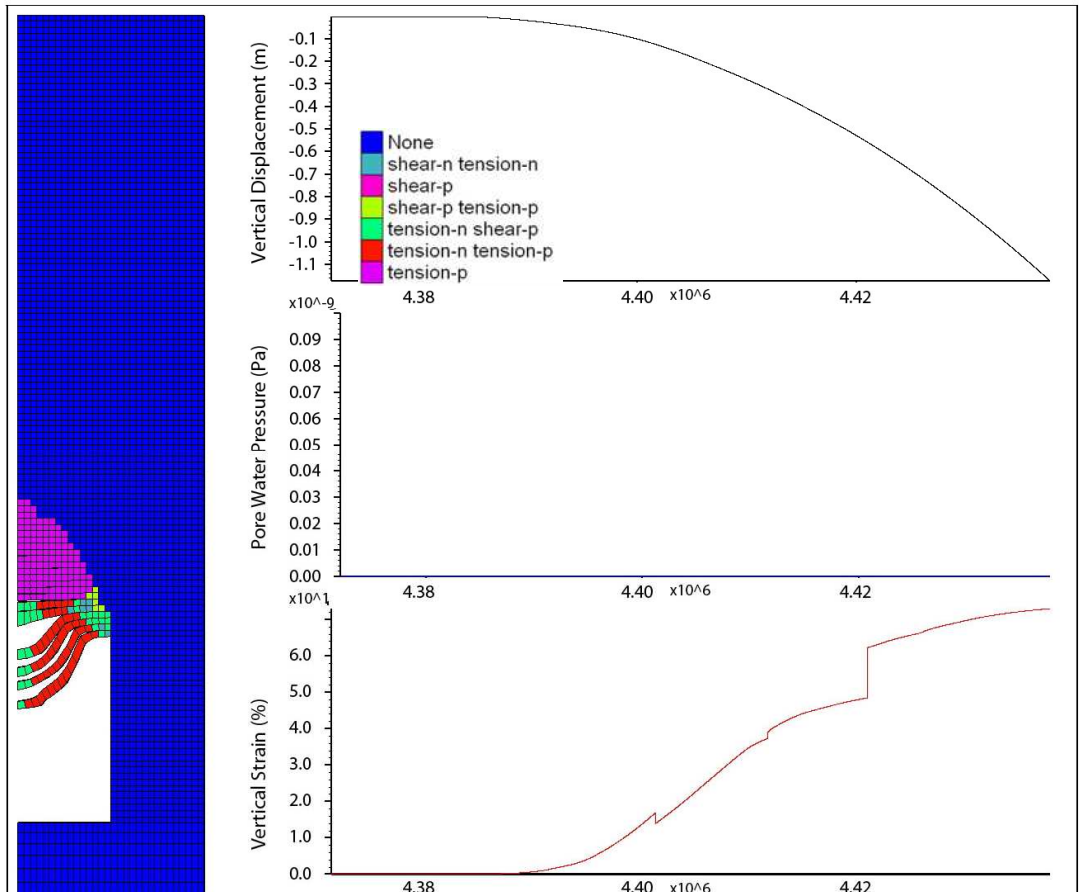 Vertical Displacement (m)
-0.1
-0.2
-0.3
-0.4
-0.5
-0.6
-0.7
-0.8
-0.9
-1.0
-1.1
None
shear-n tension-n
shear-p
shear-p tension-p
tension-n shear-p
tension-n tension-p
tension-p
4.38
4.40
x10^6
4.42
x10^-9
Pore Water Pressure (Pa)
0.09
0.08
0.07
0.06
0.05
0.04
0.03
0.02
0.01
0.00
4.38
4.40
x10^6
4.42
x10^1
Vertical Strain (%)
6.0
5.0
4.0
3.0
2.0
1.0
0.0
4.38
4.40
x10^6
4.42